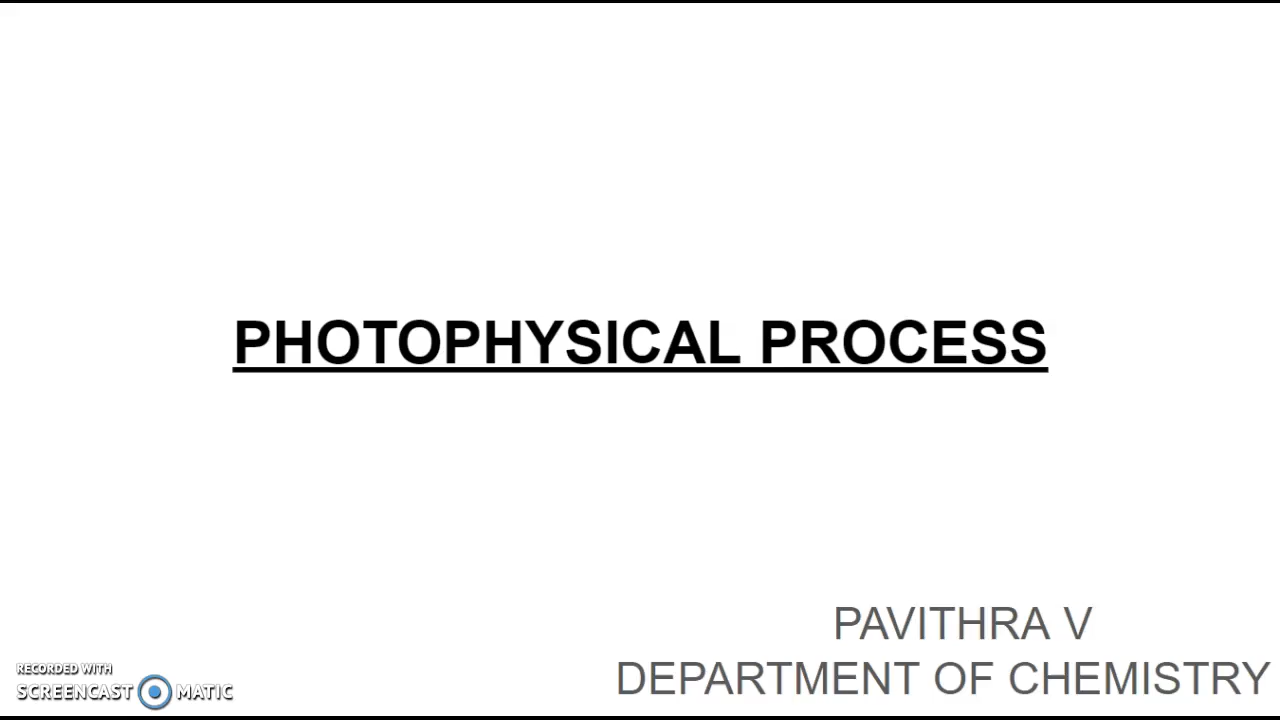 PHOTOPHYSICAL PROCESS
PAVITHRA V
DEPARTMENT OF CHEMISTRY
RECORDED WITH
SCREENCAST MATIC